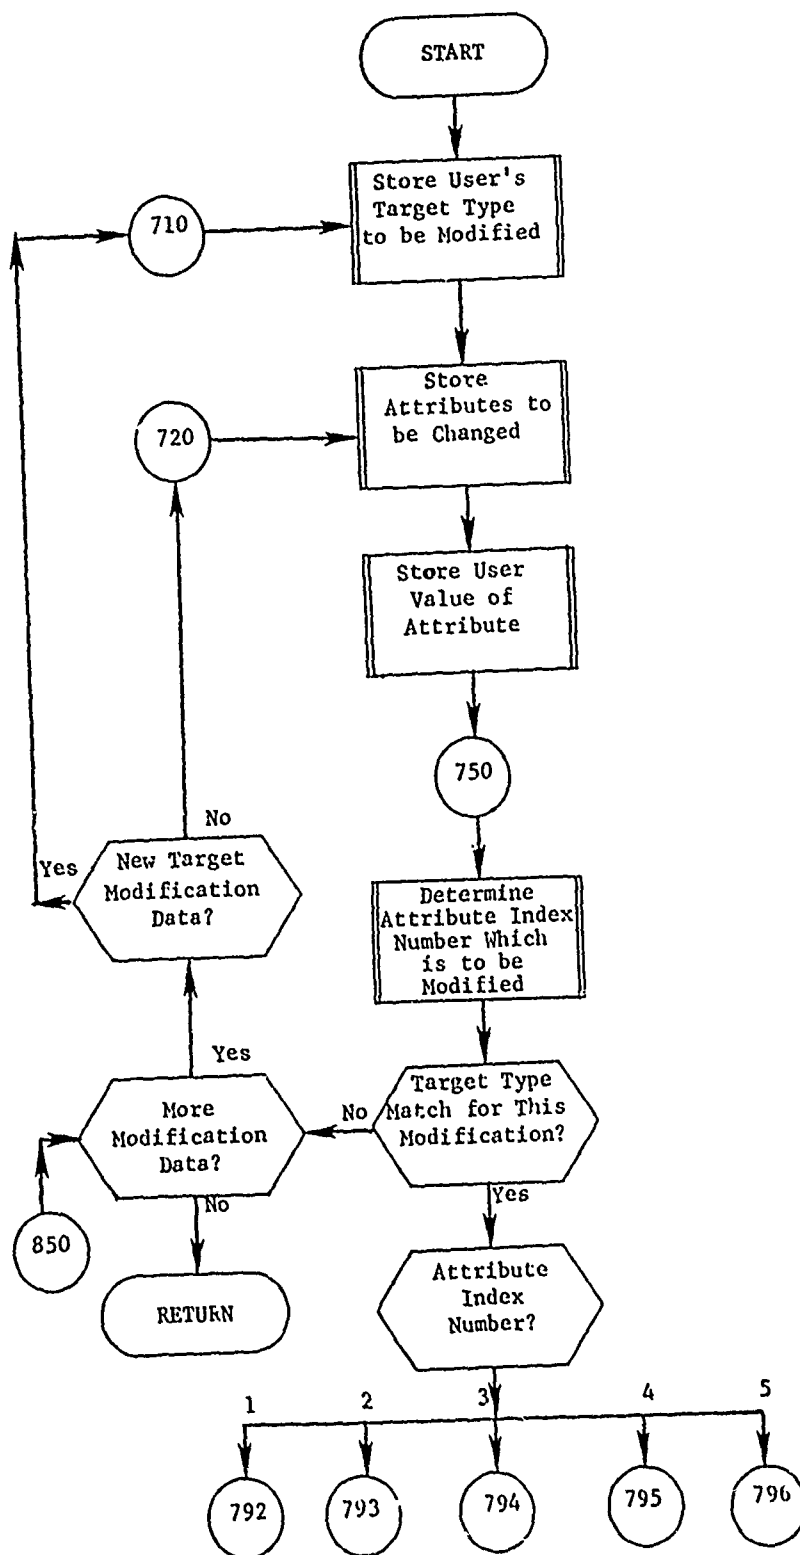 START
Store User's
Target Type
to be Modified
710
Store
Attributes to
be Changed
720
Store User
Value of
Attribute
750
No
Yes
New Target
Modification
Data?
Determine
Attribute Index
Number Which
is to be
Modified
Yes
More
Modification
Data?
No
Target Type
Match for This
Modification?
No
Yes
850
RETURN
Attribute
Index
Number?
1
2
3
4
5
792
793
794
795
796